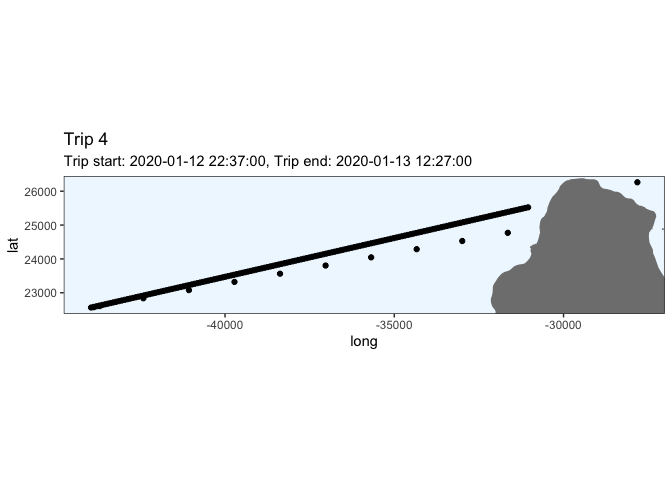 Trip 4
Trip start: 2020-01-12 22:37:00, Trip end: 2020-01-13 12:27:00
26000
25000
24000
23000
lat
-40000 -35000 -30000
long